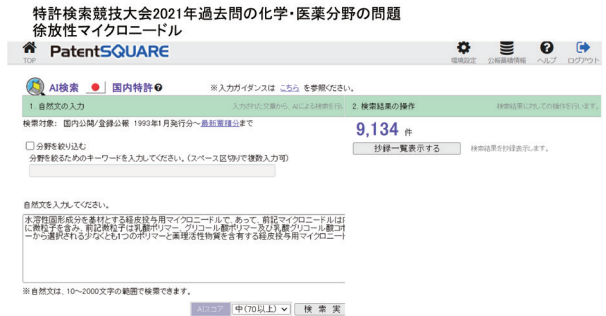 特許検索競技大会2021年過去問の化学・医薬分野の問題
徐放性マイクロニードル
TOP
PatentSQUARE
環境設定 公報蓄積情報 ヘルプ ログアウト
AI検索 国内特許 ※入力ガイダンスは こちら を参照ください。
1. 自然文の入力 入力された文章から、AIによる検索を行
2. 検索結果の操作 検索結果に対しての操作を行います。
検索対象: 国内公開/登録公報 1993年1月発行分~最新蓄積分まで
9,134 件
抄録一覧表示する 検索結果を抄録表示します。
分野を絞り込む
分野を絞るためのキーワードを入力してください。(スペース区切りで複数入力可)
自然文を入力してください。
水溶性固形成分を基材とする経皮投与用マイクロニードルで、あって、前記マイクロニードルは
に微粒子を含み、前記微粒子は乳酸ポリマー、グリコール酸ポリマー及び乳酸グリコール酸コポ
ーから選択される少なくとも1つのポリマーと薬理活性物質を含有する経皮投与用マイクロニー
※自然文は、10~2000文字の範囲で検索できます。
AIスコア 中(70以上) 検 索 実